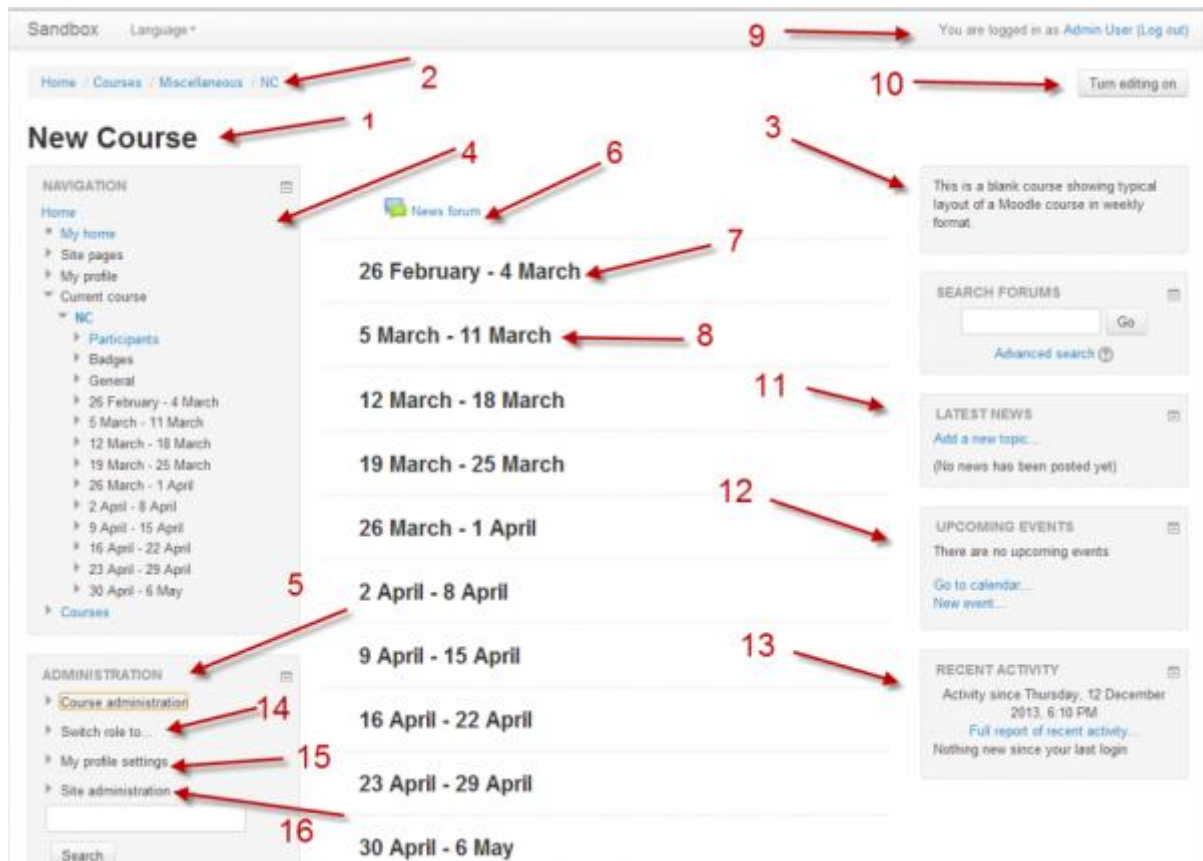 Sandbox Language
9
You are logged in as Admin User (Log out)
Home / Courses / Miscellaneous / NC
2
10
Turn editing on
New Course
1
4
6
3
NAVIGATION
Home
My home
Site pages
My profile
Current course
NC
Participants
Badges
General
26 February - 4 March
5 March - 11 March
12 March - 18 March
19 March - 25 March
26 March - 1 April
2 April - 8 April
9 April - 15 April
16 April - 22 April
23 April - 29 April
30 April - 6 May
Courses
5
ADMINISTRATION
Course administration
14
Switch role to...
My profile settings
15
Site administration
16
Search
News forum
7
26 February - 4 March
5 March - 11 March
8
12 March - 18 March
19 March - 25 March
26 March - 1 April
2 April - 8 April
9 April - 15 April
16 April - 22 April
23 April - 29 April
30 April - 6 May
This is a blank course showing typical
layout of a Moodle course in weekly
format.
SEARCH FORUMS
Go
Advanced search ?
11
LATEST NEWS
Add a new topic...
(No news has been posted yet)
12
UPCOMING EVENTS
There are no upcoming events
Go to calendar...
New event...
13
RECENT ACTIVITY
Activity since Thursday, 12 December
2013, 6:10 PM
Full report of recent activity...
Nothing new since your last login